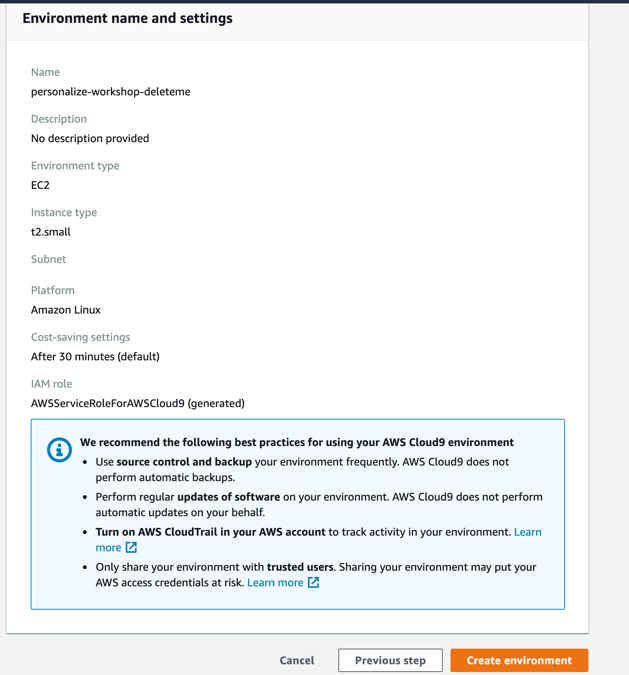 Environment name and settings
Name
personalize-workshop-deleteme
Description
No description provided
Environment type
EC2
Instance type
t2.small
Subnet
Platform
Amazon Linux
Cost-saving settings
After 30 minutes (default)
IAM role
AWSServiceRoleForAWSCloud9 (generated)
We recommend the following best practices for using your AWS Cloud9 environment
• Use source control and backup your environment frequently. AWS Cloud9 does not
perform automatic backups.
• Perform regular updates of software on your environment. AWS Cloud9 does not perform
automatic updates on your behalf.
• Turn on AWS CloudTrail in your AWS account to track activity in your environment. Learn
more
• Only share your environment with trusted users. Sharing your environment may put your
AWS access credentials at risk. Learn more
Cancel
Previous step
Create environment